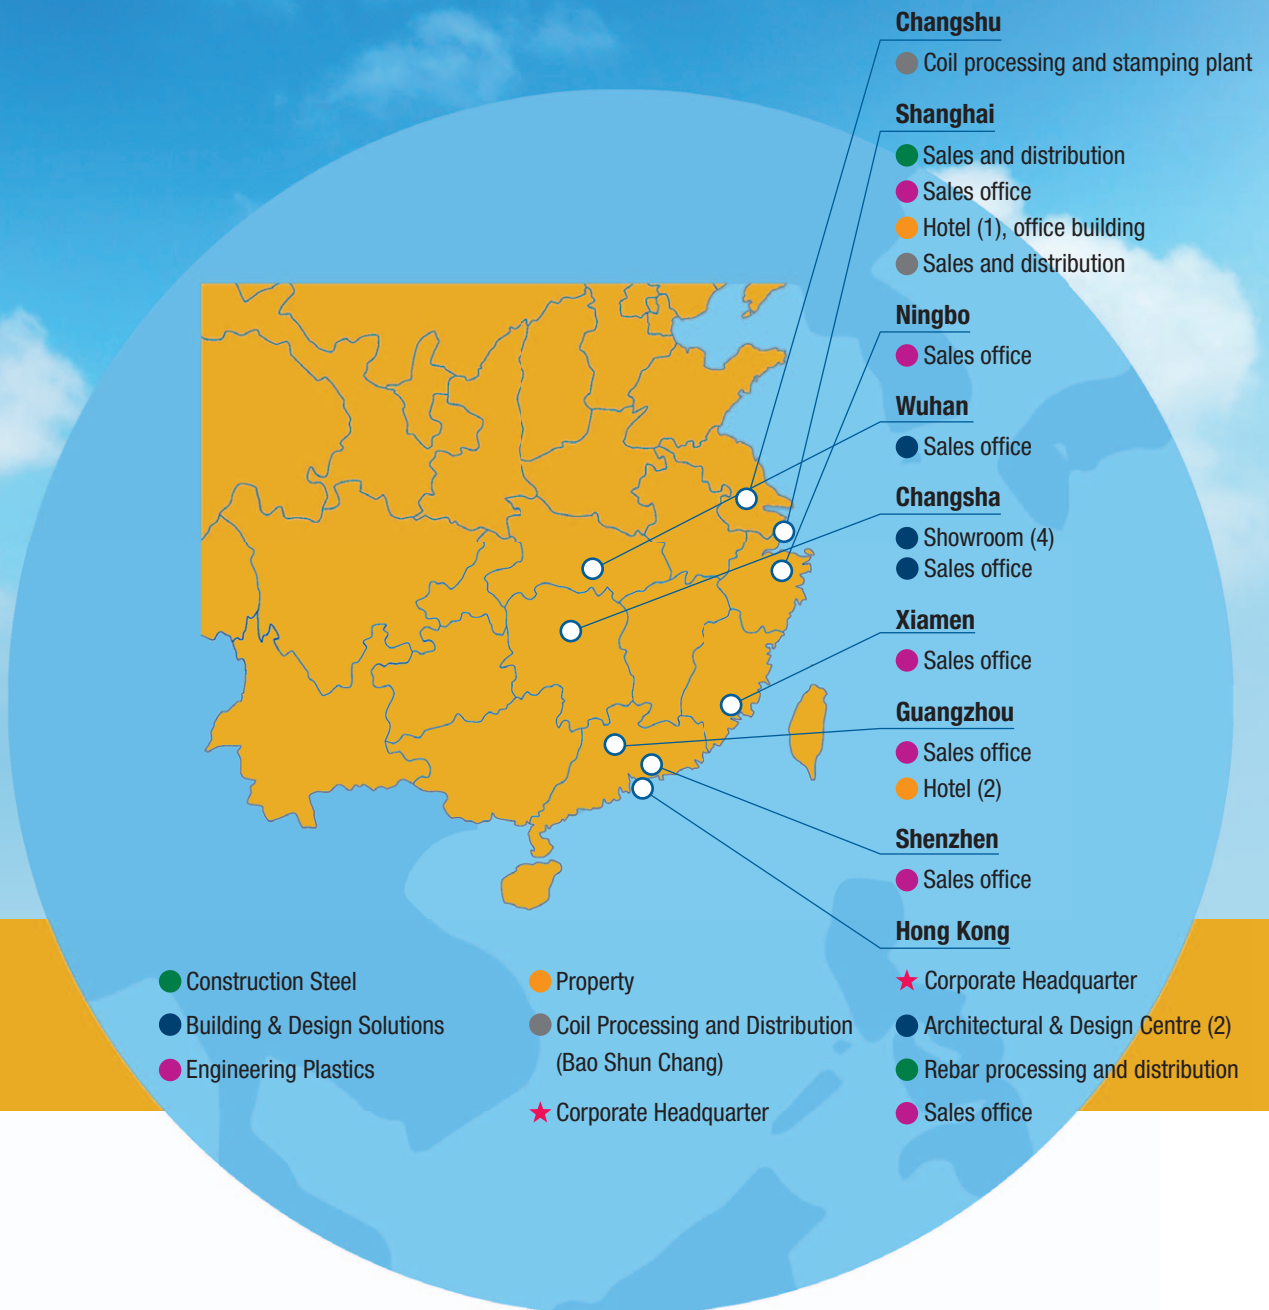 Changshu
Coil processing and stamping plant
Shanghai
Sales and distribution
Sales office
Hotel (1), office building
Sales and distribution
Ningbo
Sales office
Wuhan
Sales office
Changsha
Showroom (4)
Sales office
Xiamen
Sales office
Guangzhou
Sales office
Hotel (2)
Shenzhen
Sales office
Hong Kong
Corporate Headquarter
Architectural & Design Centre (2)
Rebar processing and distribution
Sales office
Construction Steel
Building & Design Solutions
Engineering Plastics
Property
Coil Processing and Distribution
(Bao Shun Chang)
Corporate Headquarter